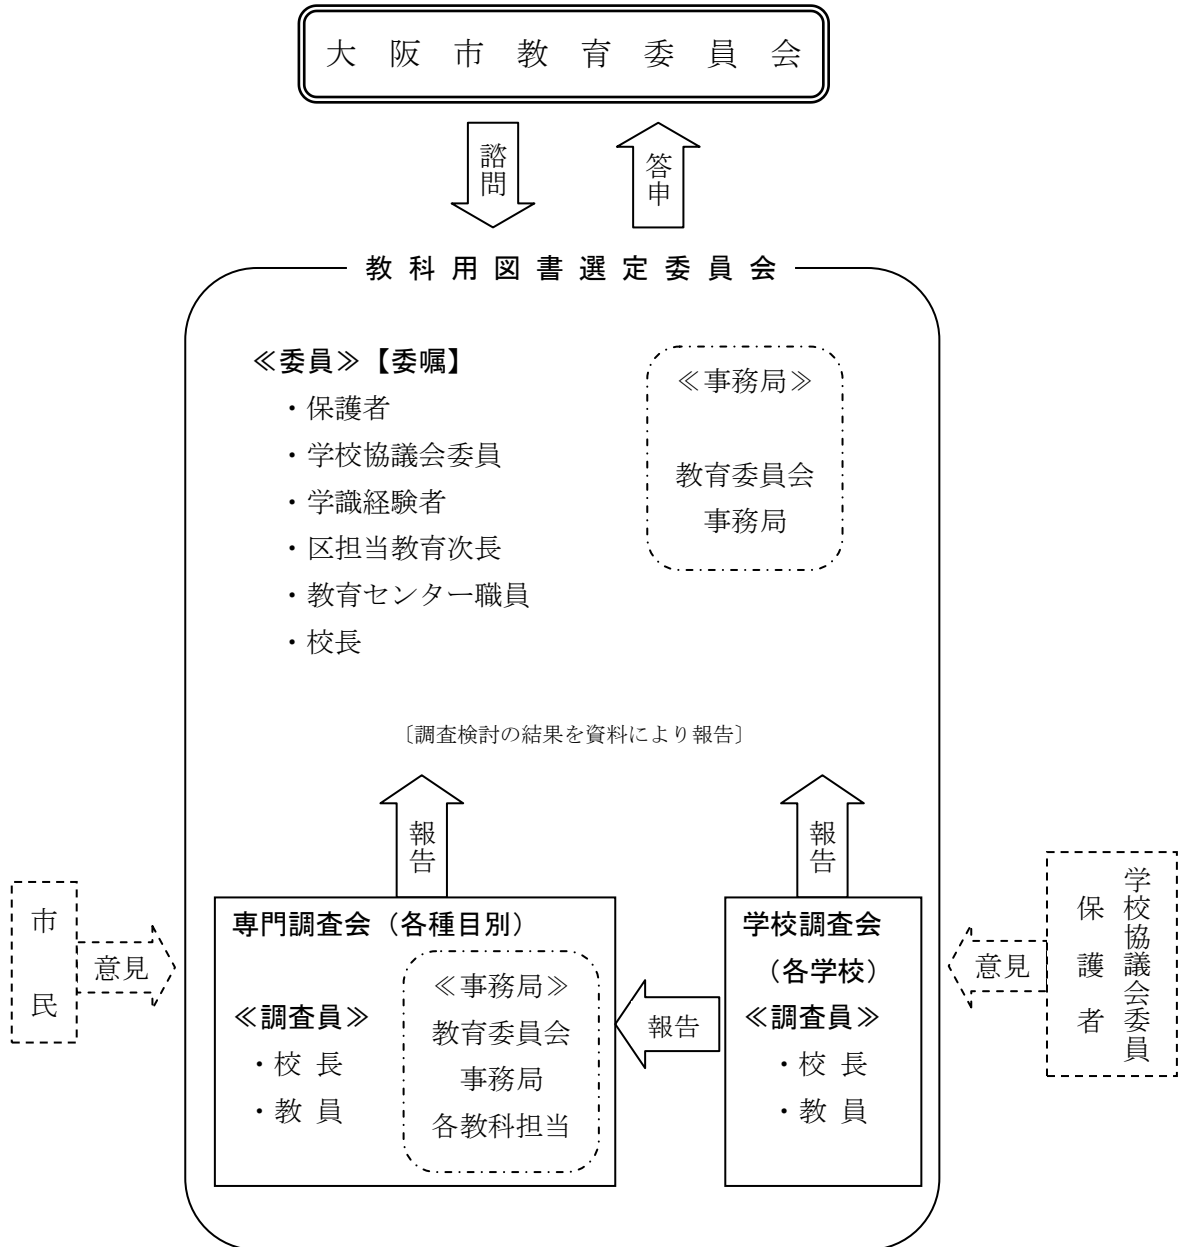 大阪市教育委員会
諮問
答申
教科用図書選定委員会
≪委員≫【委嘱】
・保護者
・学校協議会委員
・学識経験者
・区担当教育次長
・教育センター職員
・校長
≪事務局≫
教育委員会
事務局
〔調査検討の結果を資料により報告〕
報告
報告
市民
意見
専門調査会（各種目別）
≪調査員≫
・校長
・教員
≪事務局≫
教育委員会
事務局
各教科担当
報告
学校調査会
（各学校）
≪調査員≫
・校長
・教員
意見
学校協議会委員
保護者